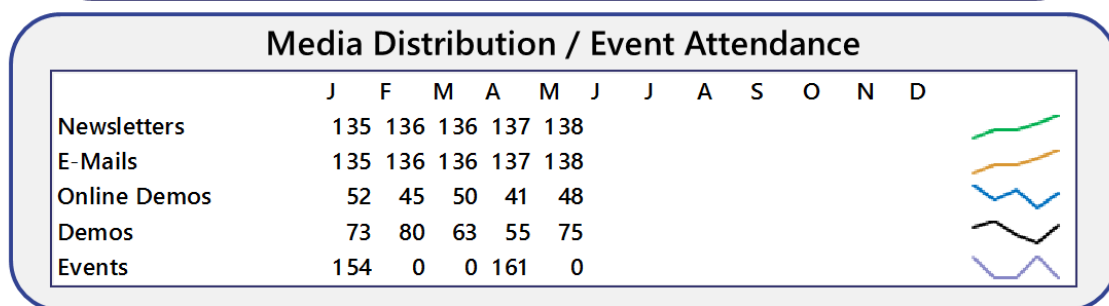 Media Distribution / Event Attendance
J F M A M J J A S O N D
Newsletters 135 136 136 137 138
E-Mails 135 136 136 137 138
Online Demos 52 45 50 41 48
Demos 73 80 63 55 75
Events 154 0 0 161 0